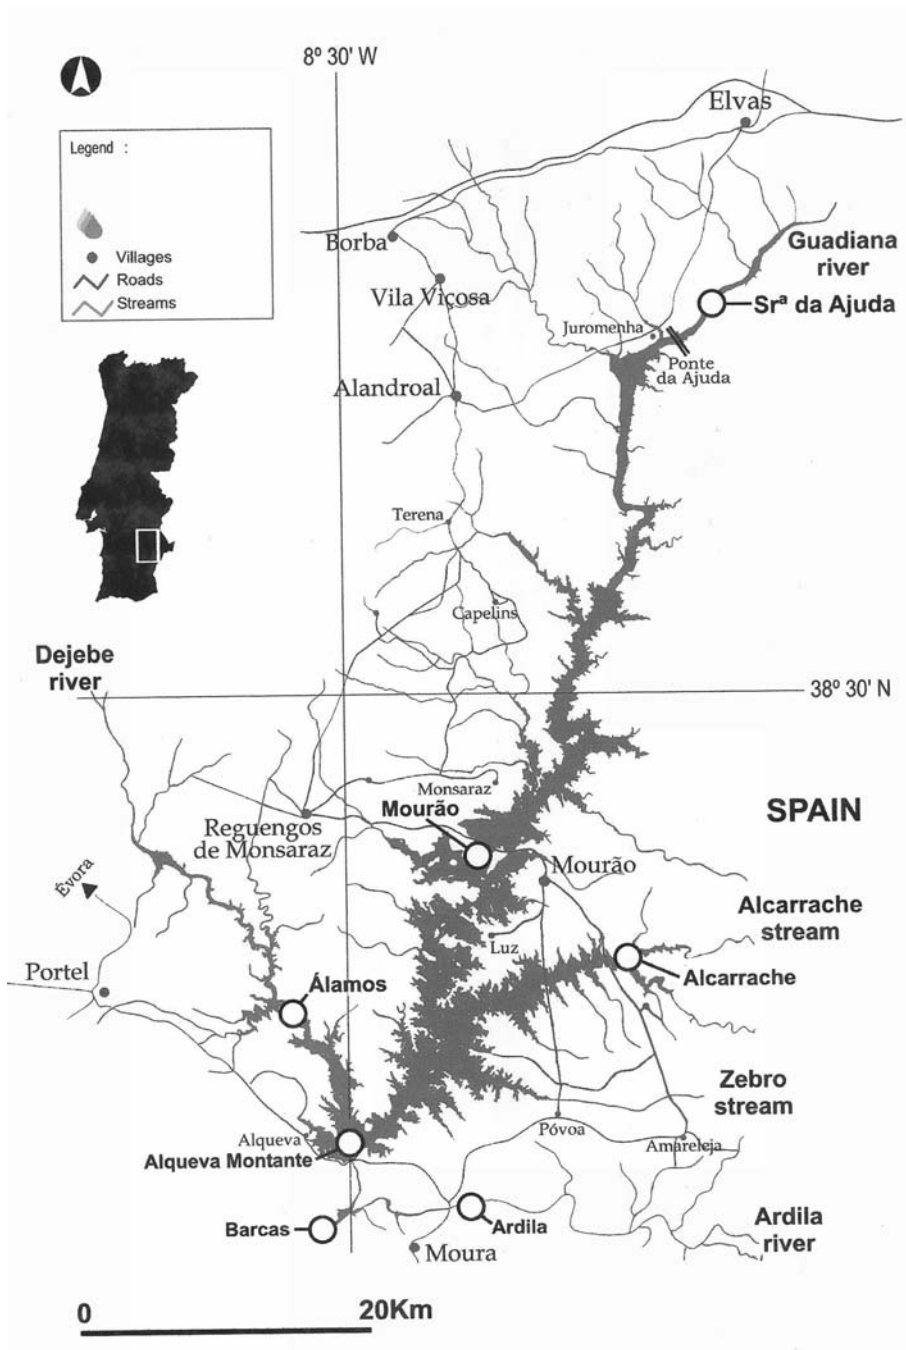 8º 30' W
Elvas
Legend :
Villages
Roads
Streams
Borba
Guadiana
river
Vila Viçosa
Srª da Ajuda
Juromenha
Ponte
da Ajuda
Alandroal
Terena
Capelins
Dejebe
river
38º 30' N
Monsaraz
Mourão
SPAIN
Reguengos
de Monsaraz
Mourão
Évora
Alcarrache
stream
Luz
Portel
Álamos
Alcarrache
Zebro
stream
Póvoa
Alqueva
Amareleja
Alqueva Montante
Barcas
Ardila
Ardila
river
Moura
0
20Km